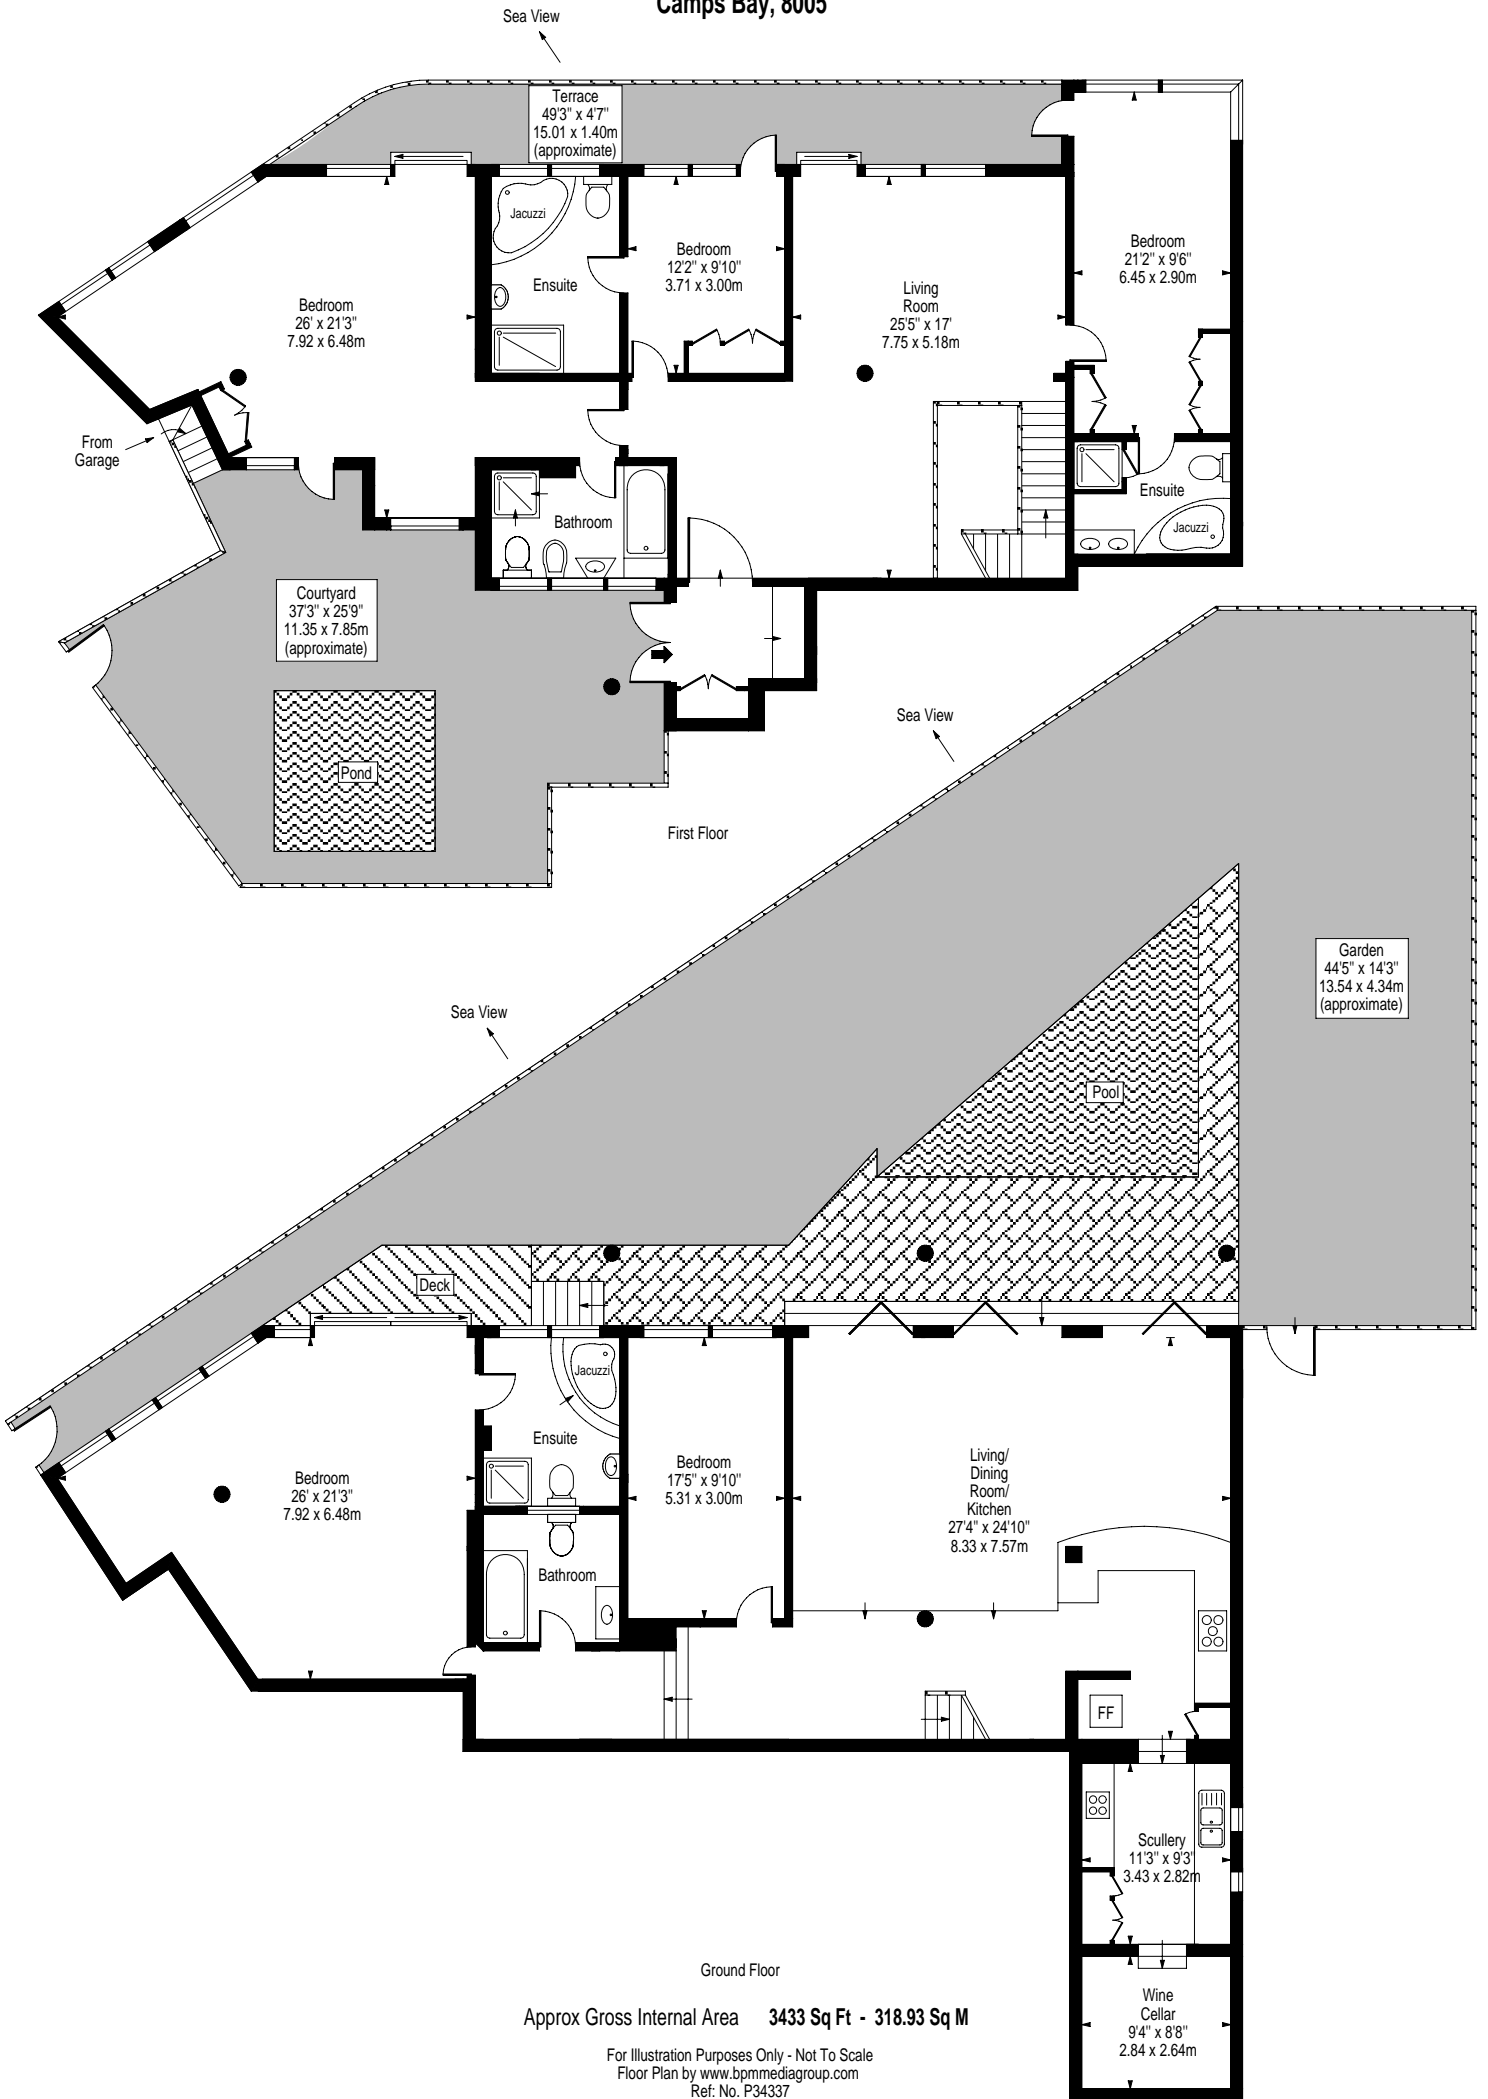 Camps Bay, 8005
Sea View
Terrace
49'3" x 4'7"
15.01 x 1.40m
(approximate)
Jacuzzi
Ensuite
Bedroom
12'2" x 9'10"
3.71 x 3.00m
Bedroom
21'2" x 9'6"
6.45 x 2.90m
Bedroom
26' x 21'3"
7.92 x 6.48m
Living
Room
25'5" x 17'
7.75 x 5.18m
From
Garage
Bathroom
Ensuite
Jacuzzi
Courtyard
37'3" x 25'9"
11.35 x 7.85m
(approximate)
Pond
Sea View
First Floor
Garden
44'5" x 14'3"
13.54 x 4.34m
(approximate)
Sea View
Pool
Deck
Jacuzzi
Ensuite
Bedroom
26' x 21'3"
7.92 x 6.48m
Bedroom
17'5" x 9'10"
5.31 x 3.00m
Living/
Dining
Room/
Kitchen
27'4" x 24'10"
8.33 x 7.57m
Bathroom
FF
Scullery
11'3" x 9'3"
3.43 x 2.82m
Wine
Cellar
9'4" x 8'8"
2.84 x 2.64m
Ground Floor
Approx Gross Internal Area 3433 Sq Ft - 318.93 Sq M
For Illustration Purposes Only - Not To Scale
Floor Plan by www.bpmmediagroup.com
Ref: No. P34337